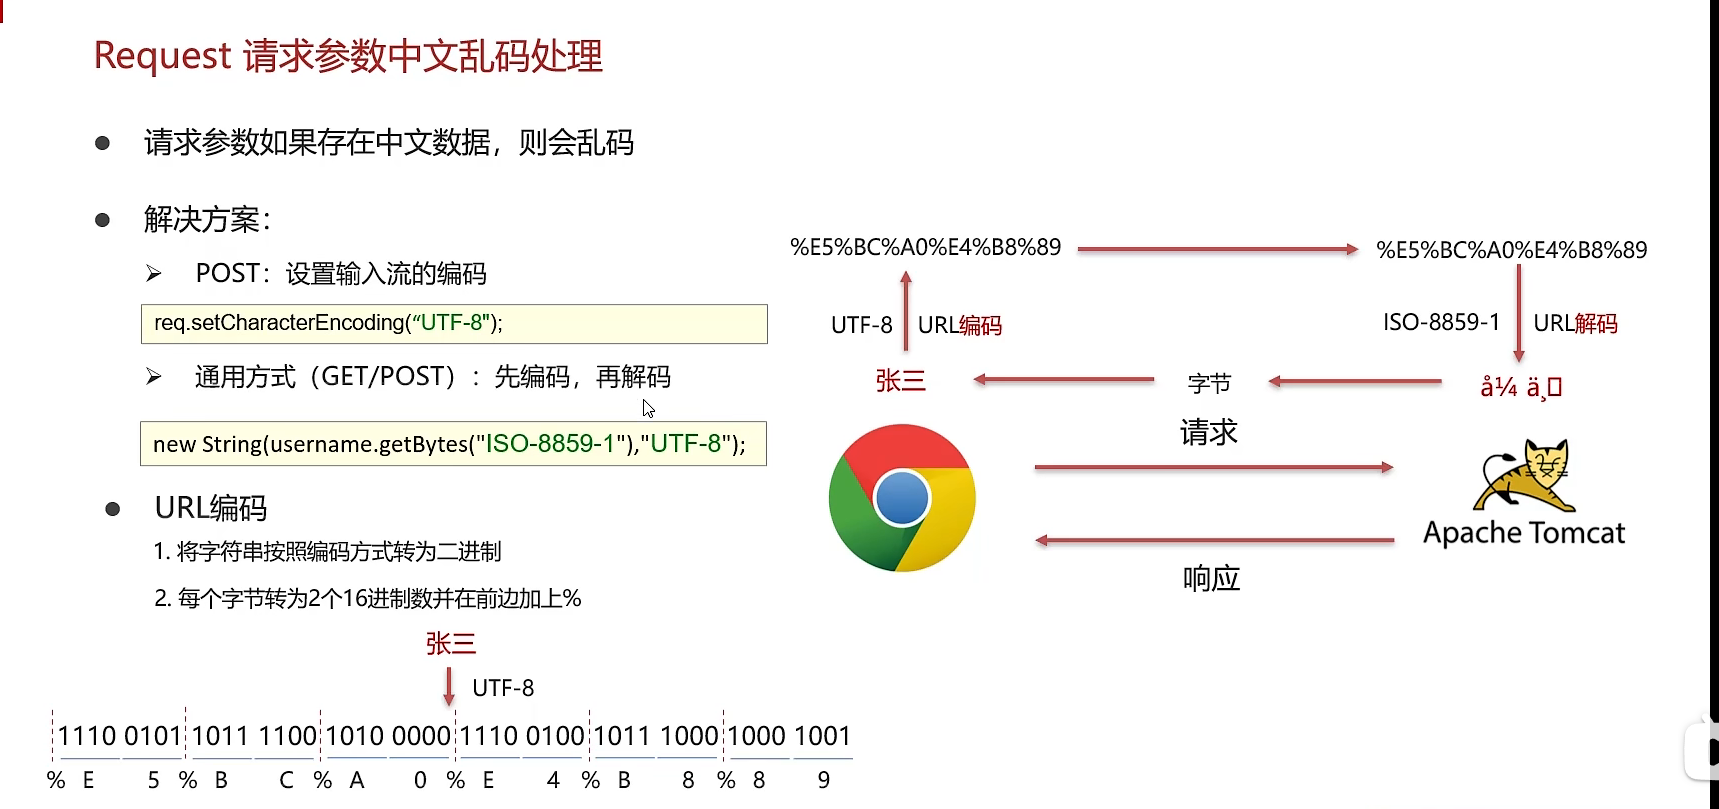 Request 请求参数中文乱码处理
● 请求参数如果存在中文数据，则会乱码
● 解决方案：
➢ POST：设置输入流的编码
req.setCharacterEncoding(“UTF-8");
➢ 通用方式（GET/POST）：先编码，再解码
new String(username.getBytes("ISO-8859-1"),"UTF-8");
● URL编码
1. 将字符串按照编码方式转为二进制
2. 每个字节转为2个16进制数并在前边加上%
张三
UTF-8
1110 0101 1011 1100 1010 0000 1110 0100 1011 1000 1000 1001
% E 5 % B C % A 0 % E 4 % B 8 % 8 9
%E5%BC%A0%E4%B8%89
%E5%BC%A0%E4%B8%89
UTF-8 URL编码
ISO-8859-1 URL解码
张三
字节
å¼ ä¸
请求
Apache Tomcat
响应